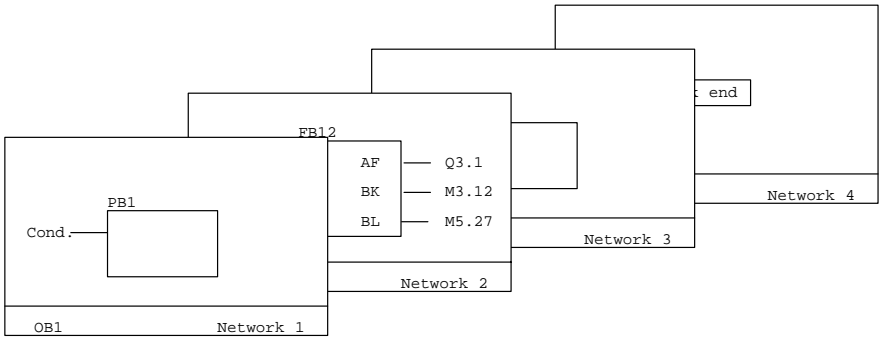 FB12
AF Q3.1
BK M3.12
BL M5.27
PB1
Cond.
OB1 Network 1
Network 2
Network 3
end
Network 4